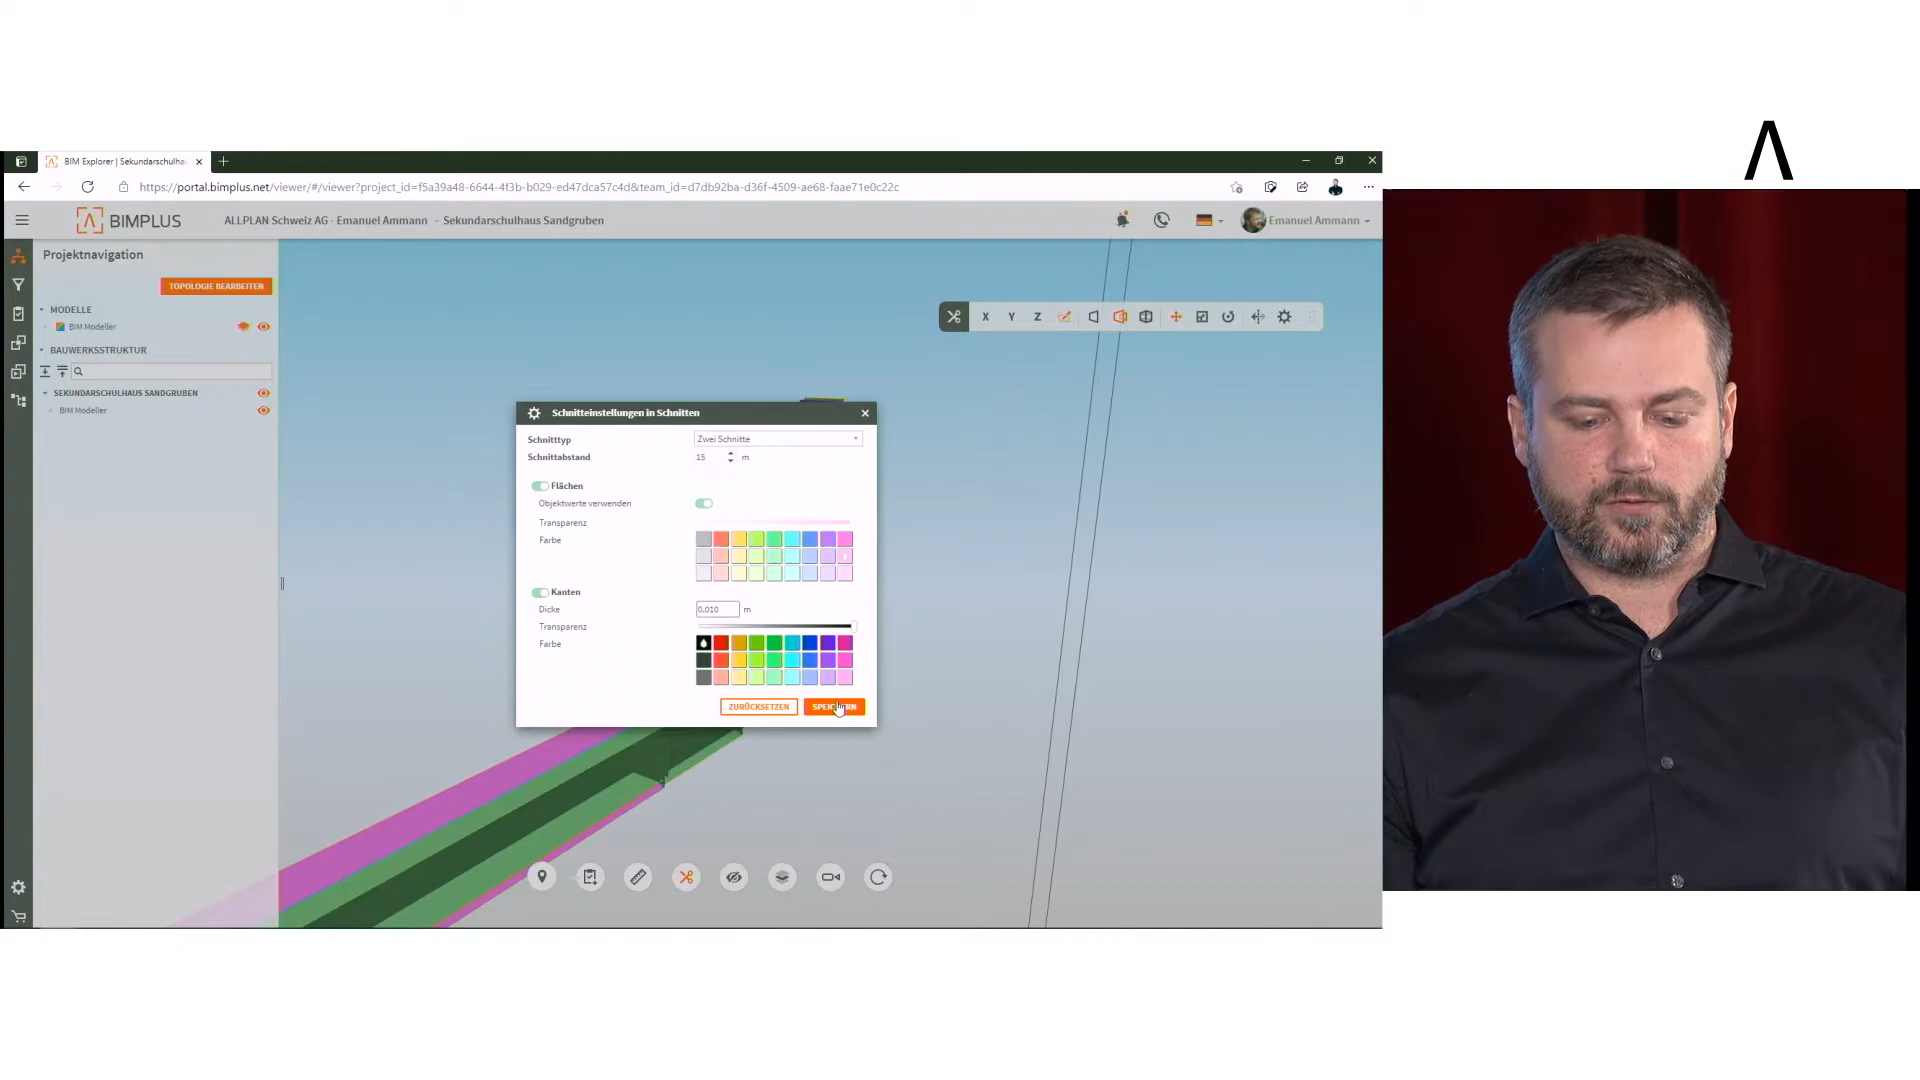 BIM Explorer | Sekundarschulha
https://portal.bimplus.net/viewer/#/viewer?project_id=f5a39a48-6644-4f3b-b029-ed47dca57c4d&team_id=d7db92ba-d36f-4509-ae68-faae71e0c22c
BIMPLUS
ALLPLAN Schweiz AG - Emanuel Ammann - Sekundarschulhaus Sandgruben
Emanuel Ammann
Projektnavigation
TOPOLOGIE BEARBEITEN
MODELLE
BIM Modeller
BAUWERKSSTRUKTUR
SEKUNDARSCHULHAUS SANDGRUBEN
BIM Modeller
X Y Z
Schnitteinstellungen in Schnitten
Schnitttyp Zwei Schnitte
Schnittabstand 15 m
Flächen
Objektwerte verwenden
Transparenz
Farbe
Kanten
Dicke 0.010 m
Transparenz
Farbe
ZURÜCKSETZEN